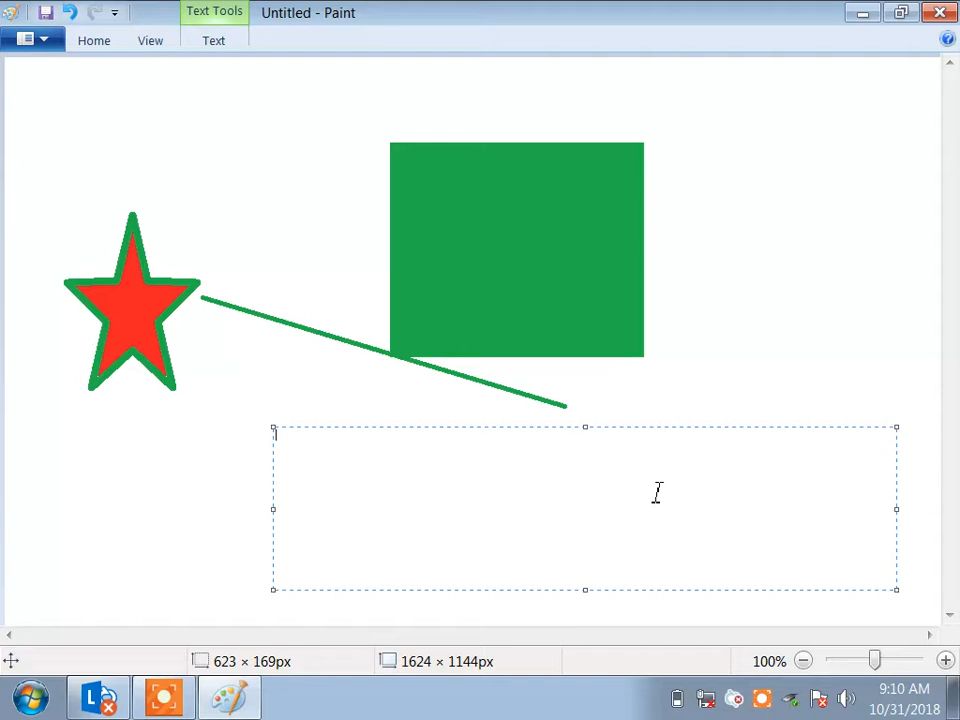 Text Tools
Untitled - Paint
Home
View
Text
623 × 169px
1624 × 1144px
100%
9:10 AM
10/31/2018